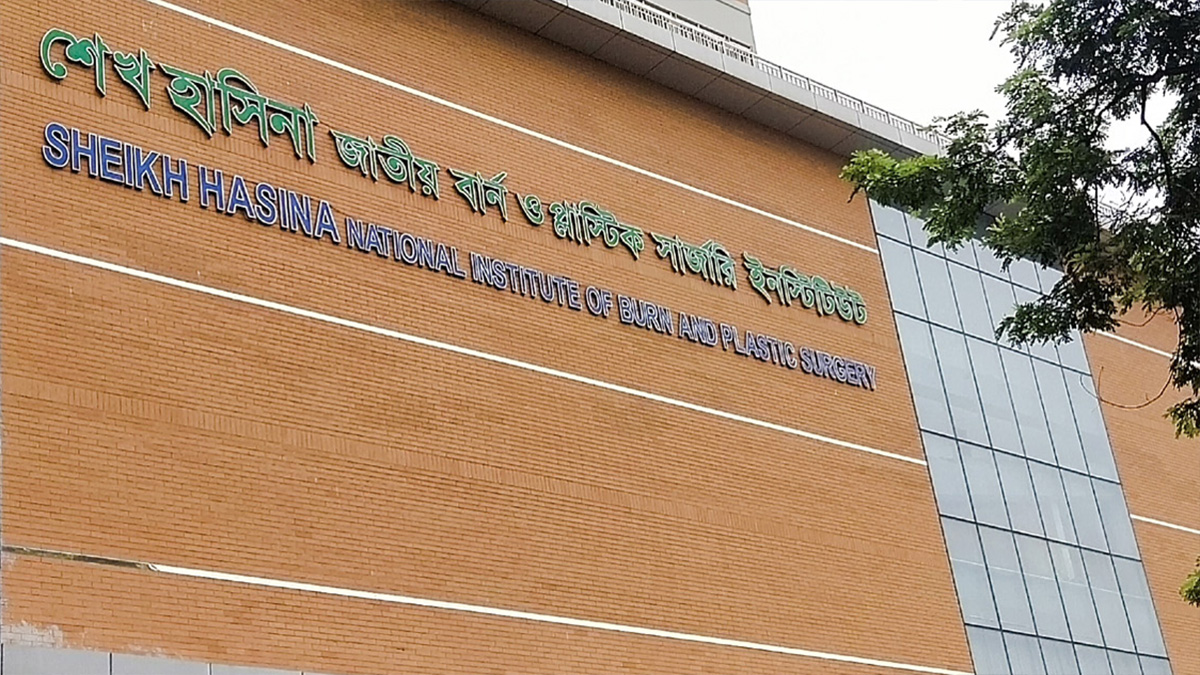 শেখ হাসিনা জাতীয় বার্ন ও প্লাস্টিক সার্জারি ইনস্টিটিউট
SHEIKH HASINA NATIONAL INSTITUTE OF BURN AND PLASTIC SURGERY